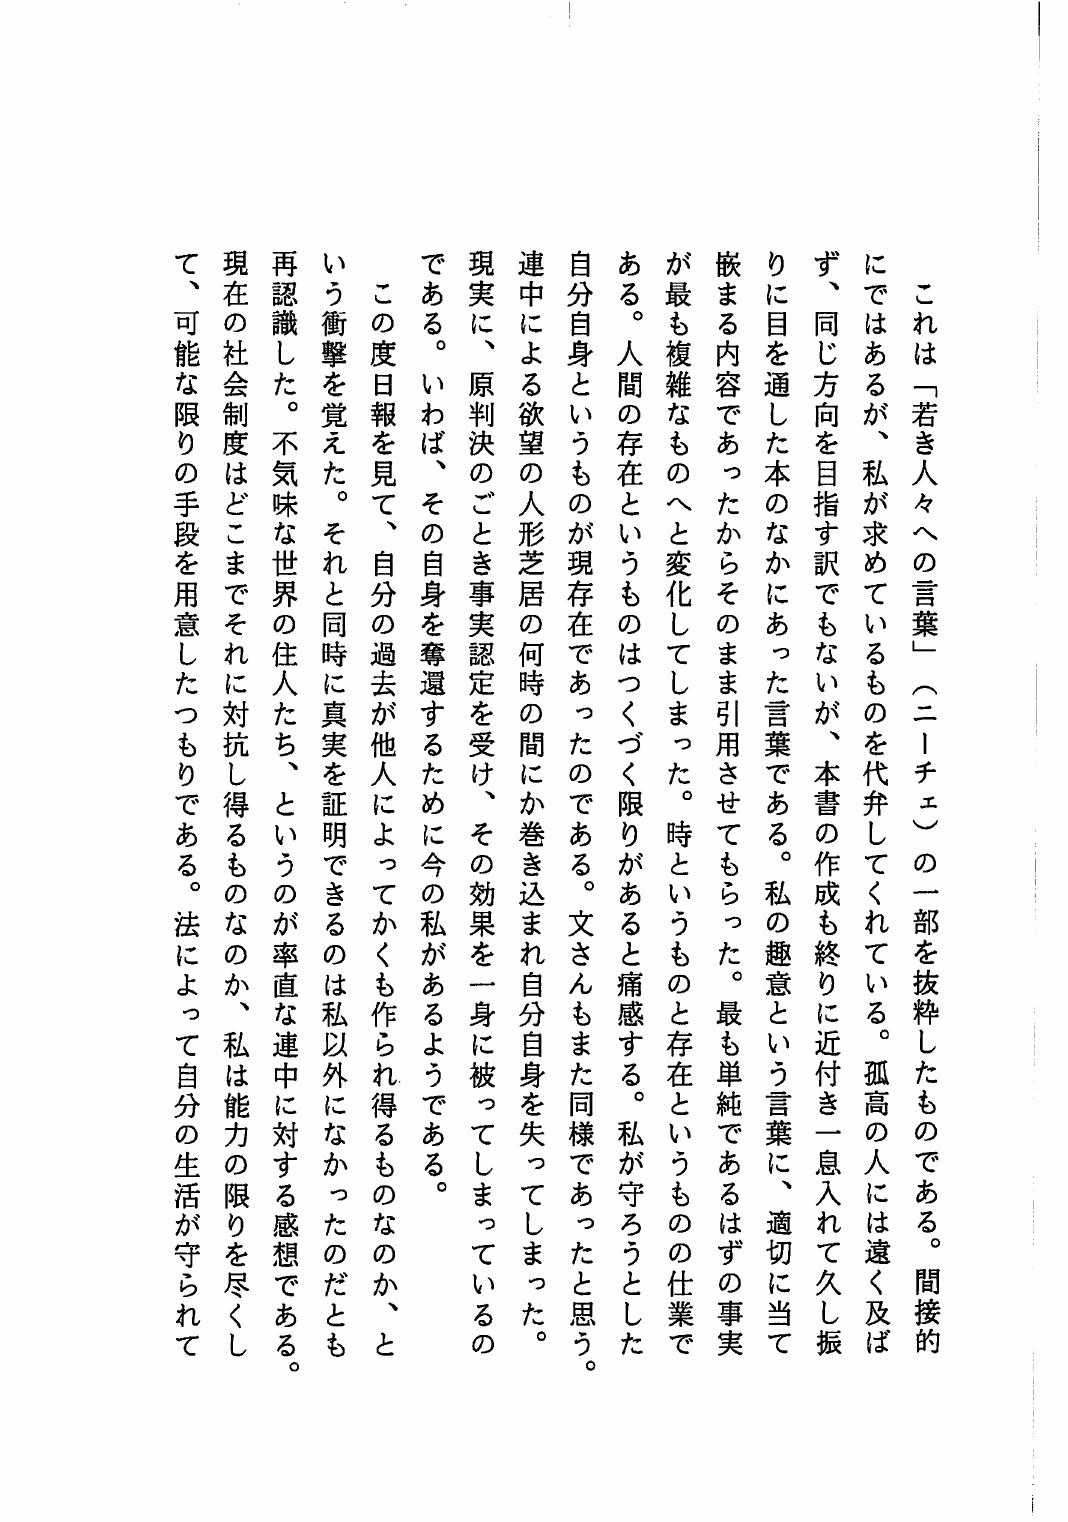 これは「若き人々への言葉」（ニーチェ）の一部を抜粋したものである。間接的
にではあるが、私が求めているものを代弁してくれている。孤高の人には遠く及ば
ず、同じ方向を目指す訳でもないが、本書の作成も終りに近付き一息入れて久し振
りに目を通した本のなかにあった言葉である。私の趣意という言葉に、適切に当て
嵌まる内容であったからそのまま引用させてもらった。最も単純であるはずの事実
が最も複雑なものへと変化してしまった。時というものと存在というものの仕業で
ある。人間の存在というものはつくづく限りがあると痛感する。私が守ろうとした
自分自身というものが現存在であったのである。文さんもまた同様であったと思う。
連中による欲望の人形芝居の何時の間にか巻き込まれ自分自身を失ってしまった。
現実に、原判決のごとき事実認定を受け、その効果を一身に被ってしまっているの
である。いわば、その自身を奪還するために今の私があるようである。
この度日報を見て、自分の過去が他人によってかくも作られ得るものなのか、と
いう衝撃を覚えた。それと同時に真実を証明できるのは私以外になかったのだとも
再認識した。不気味な世界の住人たち、というのが率直な連中に対する感想である。
現在の社会制度はどこまでそれに対抗し得るものなのか、私は能力の限りを尽くし
て、可能な限りの手段を用意したつもりである。法によって自分の生活が守られて